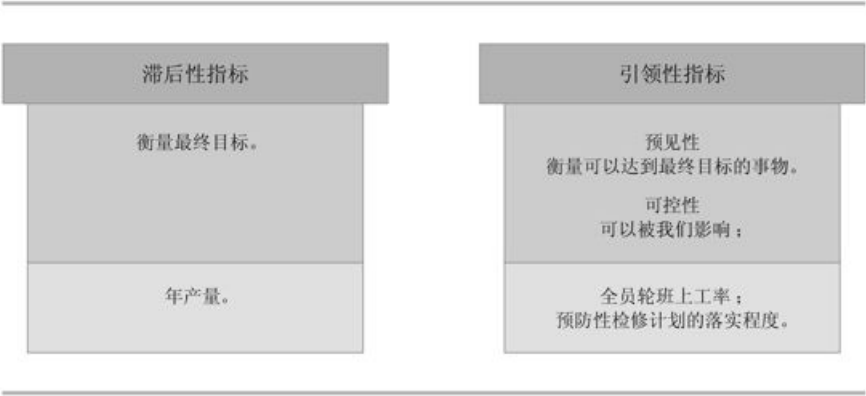 滞后性指标
衡量最终目标。
年产量。
引领性指标
预见性
衡量可以达到最终目标的事物。
可控性
可以被我们影响；
全员轮班上工率；
预防性检修计划的落实程度。